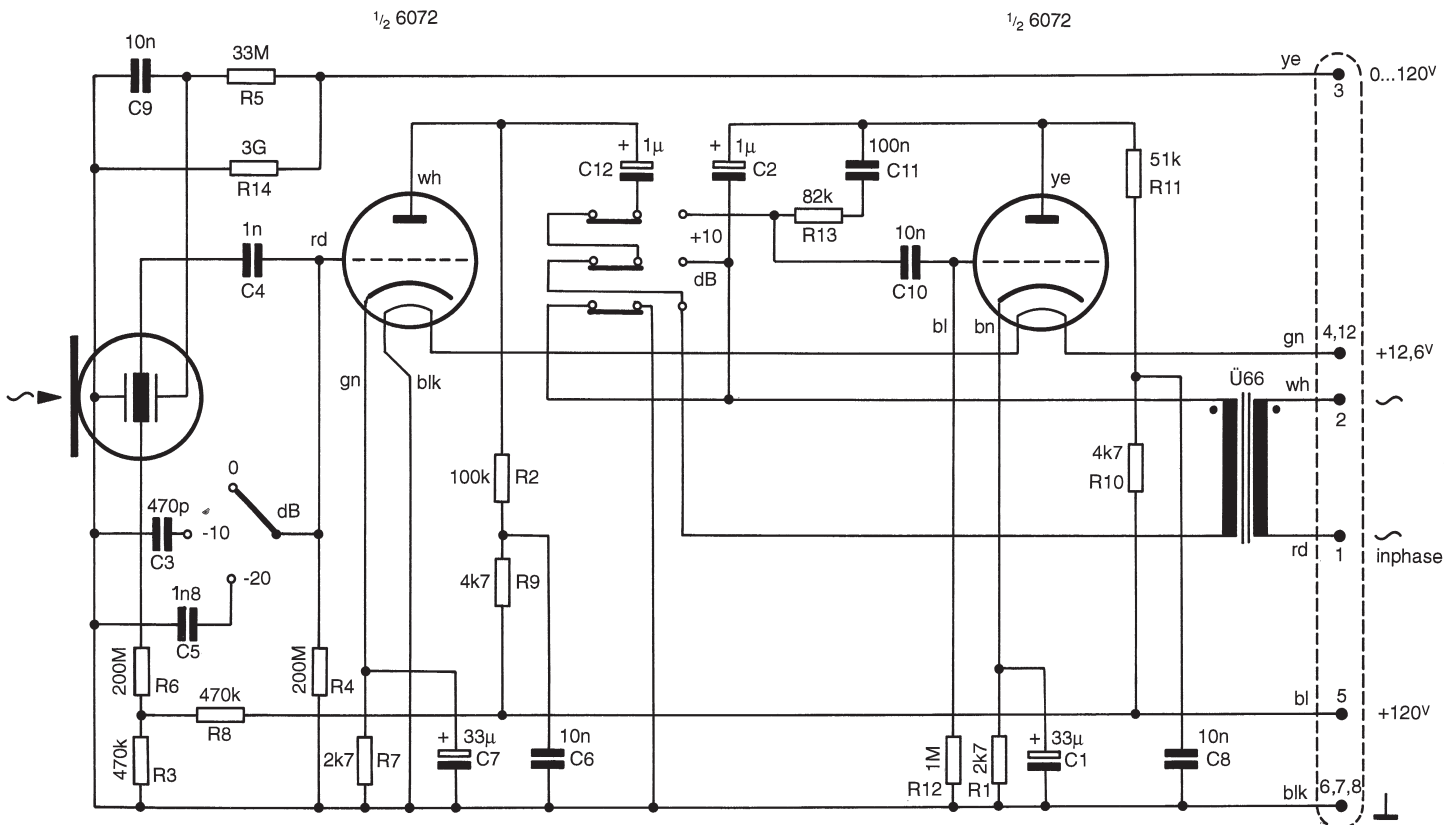 ½ 6072
½ 6072
10n
C9
33M
R5
ye
3
0...120V
3G
R14
wh
+ 1µ
C12
+ 1µ
C2
100n
C11
ye
51k
R11
82k
R13
1n
C4
rd
+10
dB
10n
C10
bl
bn
gn
4,12
+12,6V
gn
blk
Ü66
wh
2
0
dB
470p
-10
C3
100k
R2
4k7
R10
rd
1
inphase
-20
1n8
C5
4k7
R9
200M
R6
470k
R8
200M
R4
bl
5
+120V
470k
R3
2k7
R7
+ 33µ
C7
10n
C6
1M
R12
2k7
R1
+ 33µ
C1
10n
C8
blk
6,7,8